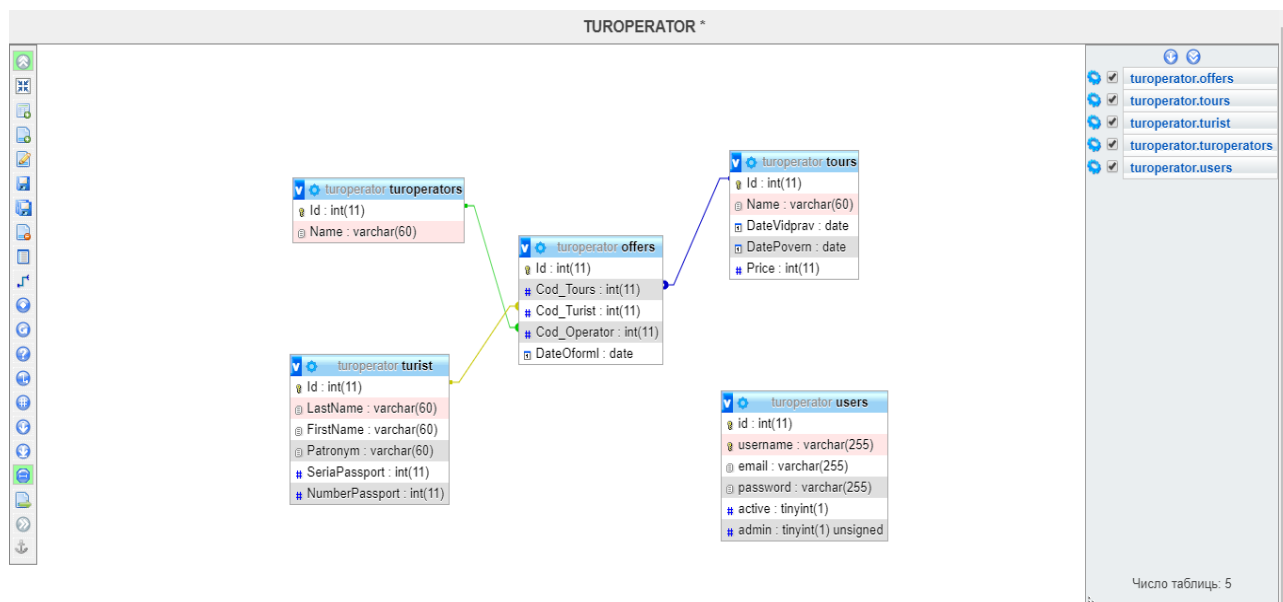 TUROPERATOR *
turoperator turoperators
Id : int(11)
Name : varchar(60)
turoperator offers
Id : int(11)
Cod_Tours : int(11)
Cod_Turist : int(11)
Cod_Operator : int(11)
DateOforml : date
turoperator tours
Id : int(11)
Name : varchar(60)
DateVidprav : date
DatePovern : date
Price : int(11)
turoperator turist
Id : int(11)
LastName : varchar(60)
FirstName : varchar(60)
Patronym : varchar(60)
SeriaPassport : int(11)
NumberPassport : int(11)
turoperator users
id : int(11)
username : varchar(255)
email : varchar(255)
password : varchar(255)
active : tinyint(1)
admin : tinyint(1) unsigned
turoperator.offers
turoperator.tours
turoperator.turist
turoperator.turoperators
turoperator.users
Число таблиць: 5